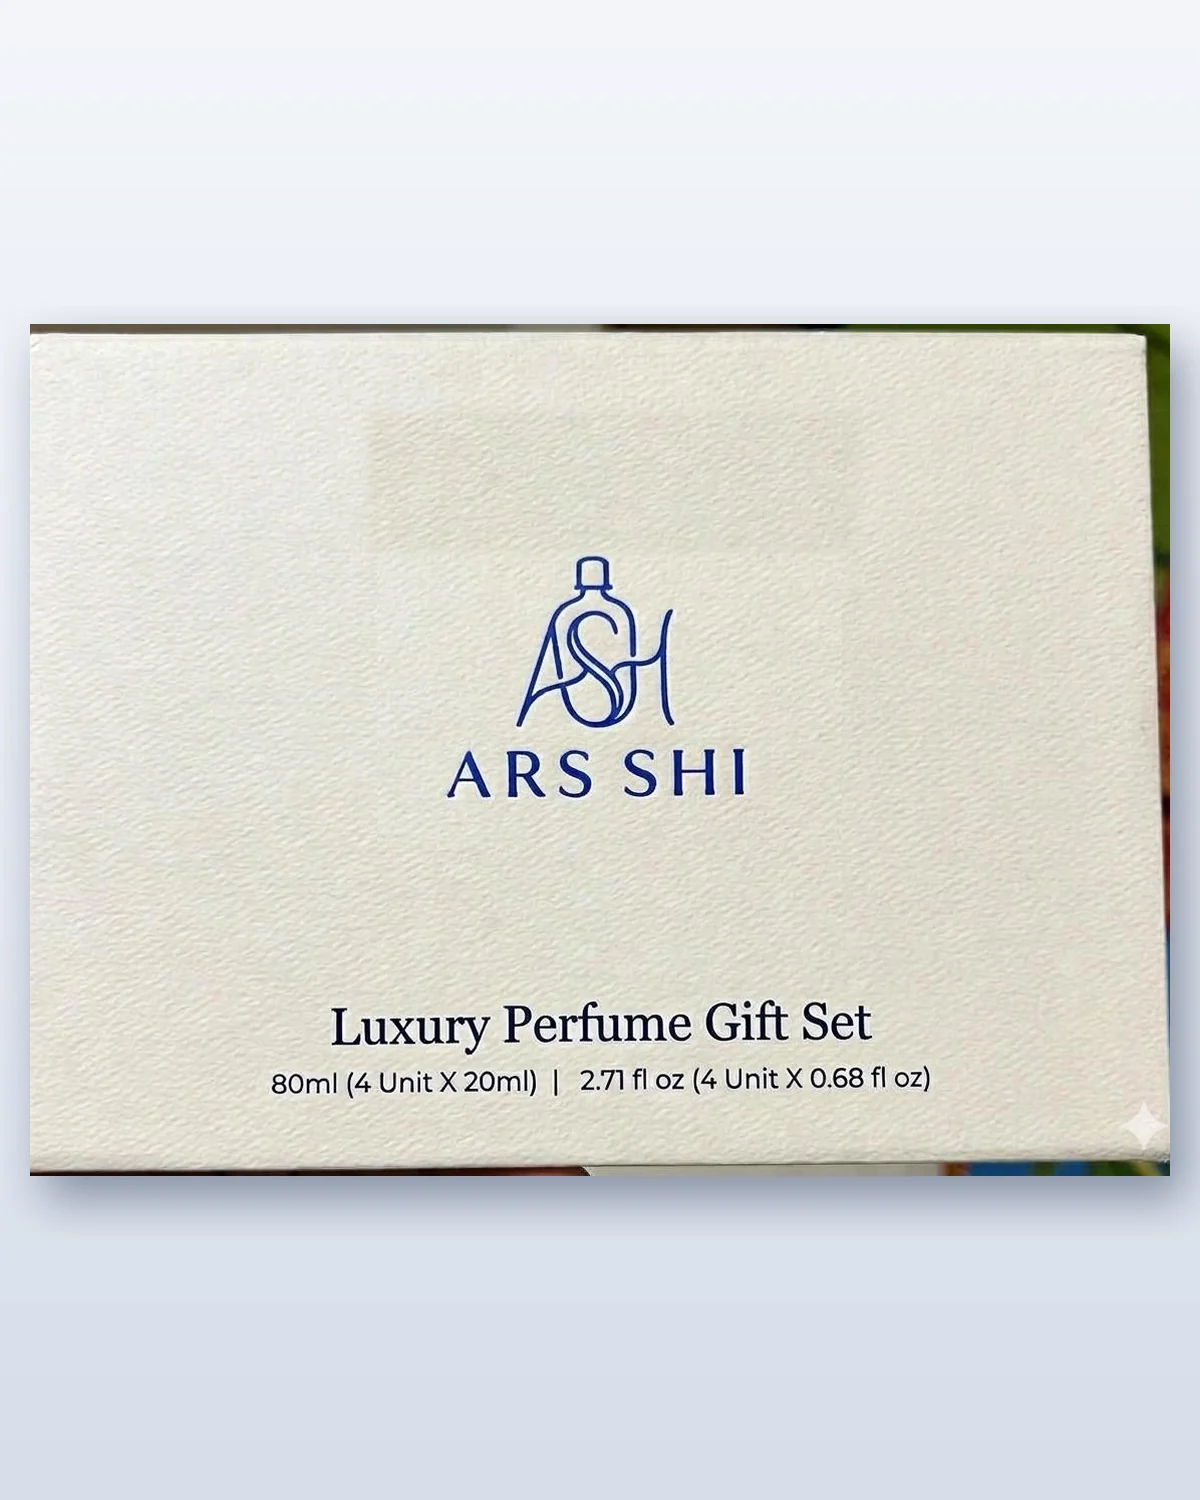 ASH
ARS SHI
Luxury Perfume Gift Set
80ml (4 Unit X 20ml) | 2.71 fl oz (4 Unit X 0.68 fl oz)